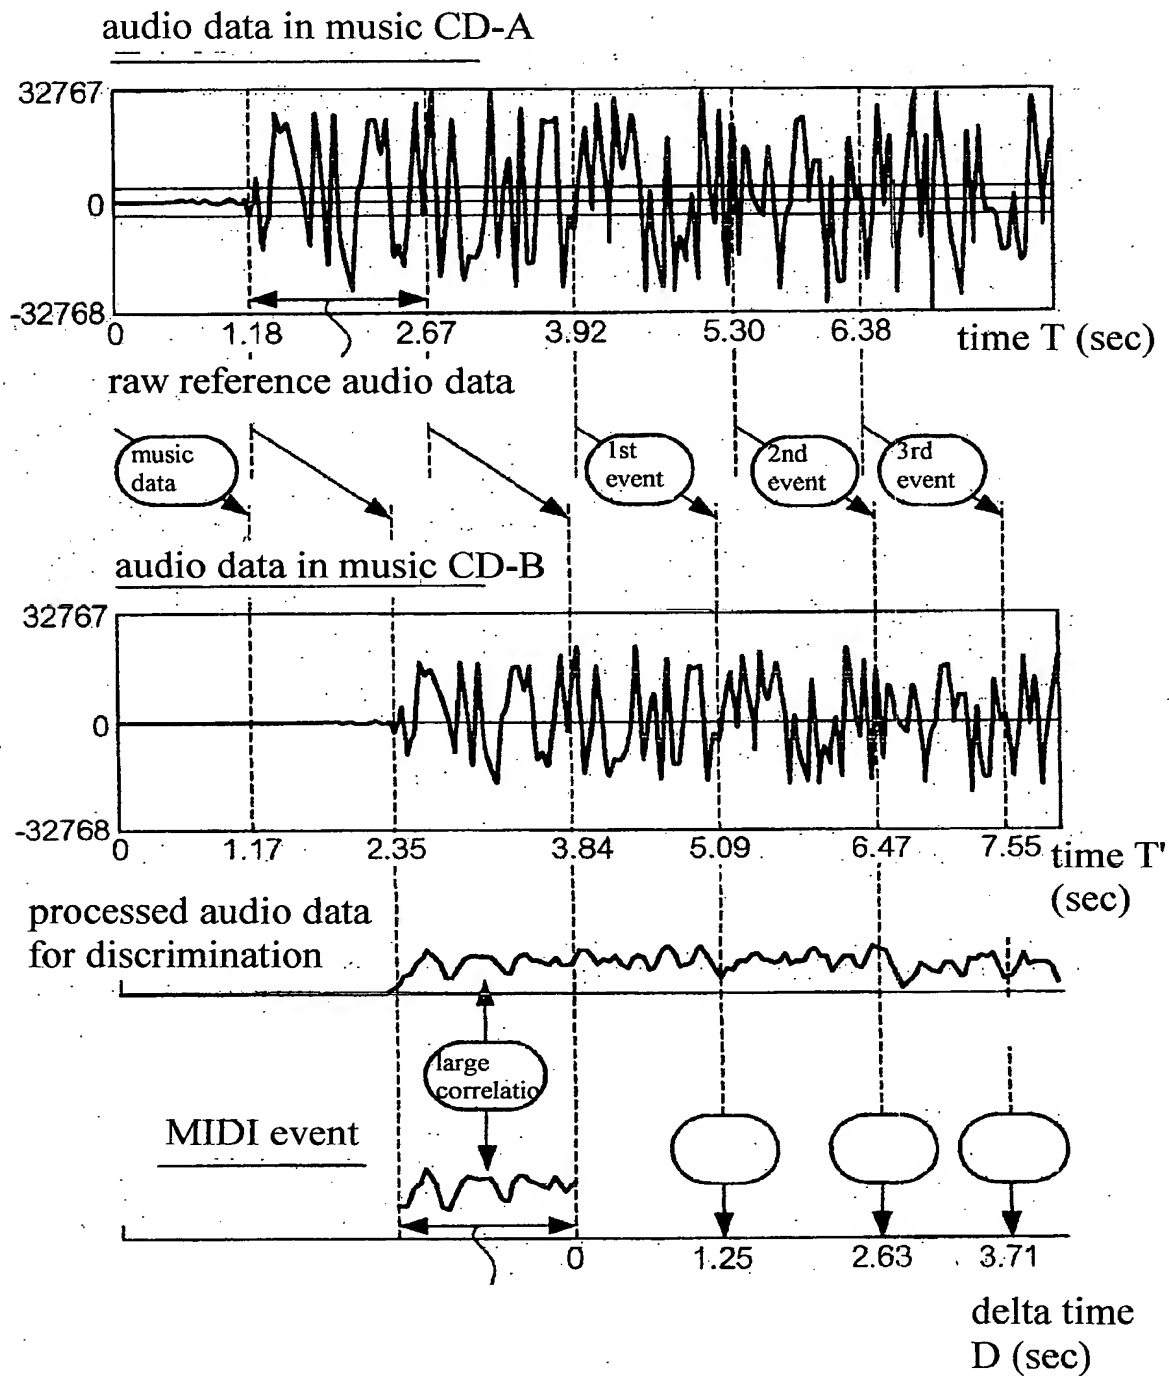 audio data in music CD-A
32767
0
-32768
0 1.18 2.67 3.92 5.30 6.38 time T (sec)
raw reference audio data
music
data
1st
event
2nd
event
3rd
event
audio data in music CD-B
32767
0
-32768
0 1.17 2.35 3.84 5.09 6.47 7.55 time T'
(sec)
processed audio data
for discrimination
large
correlatio
MIDI event
0 1.25 2.63 3.71
delta time
D (sec)